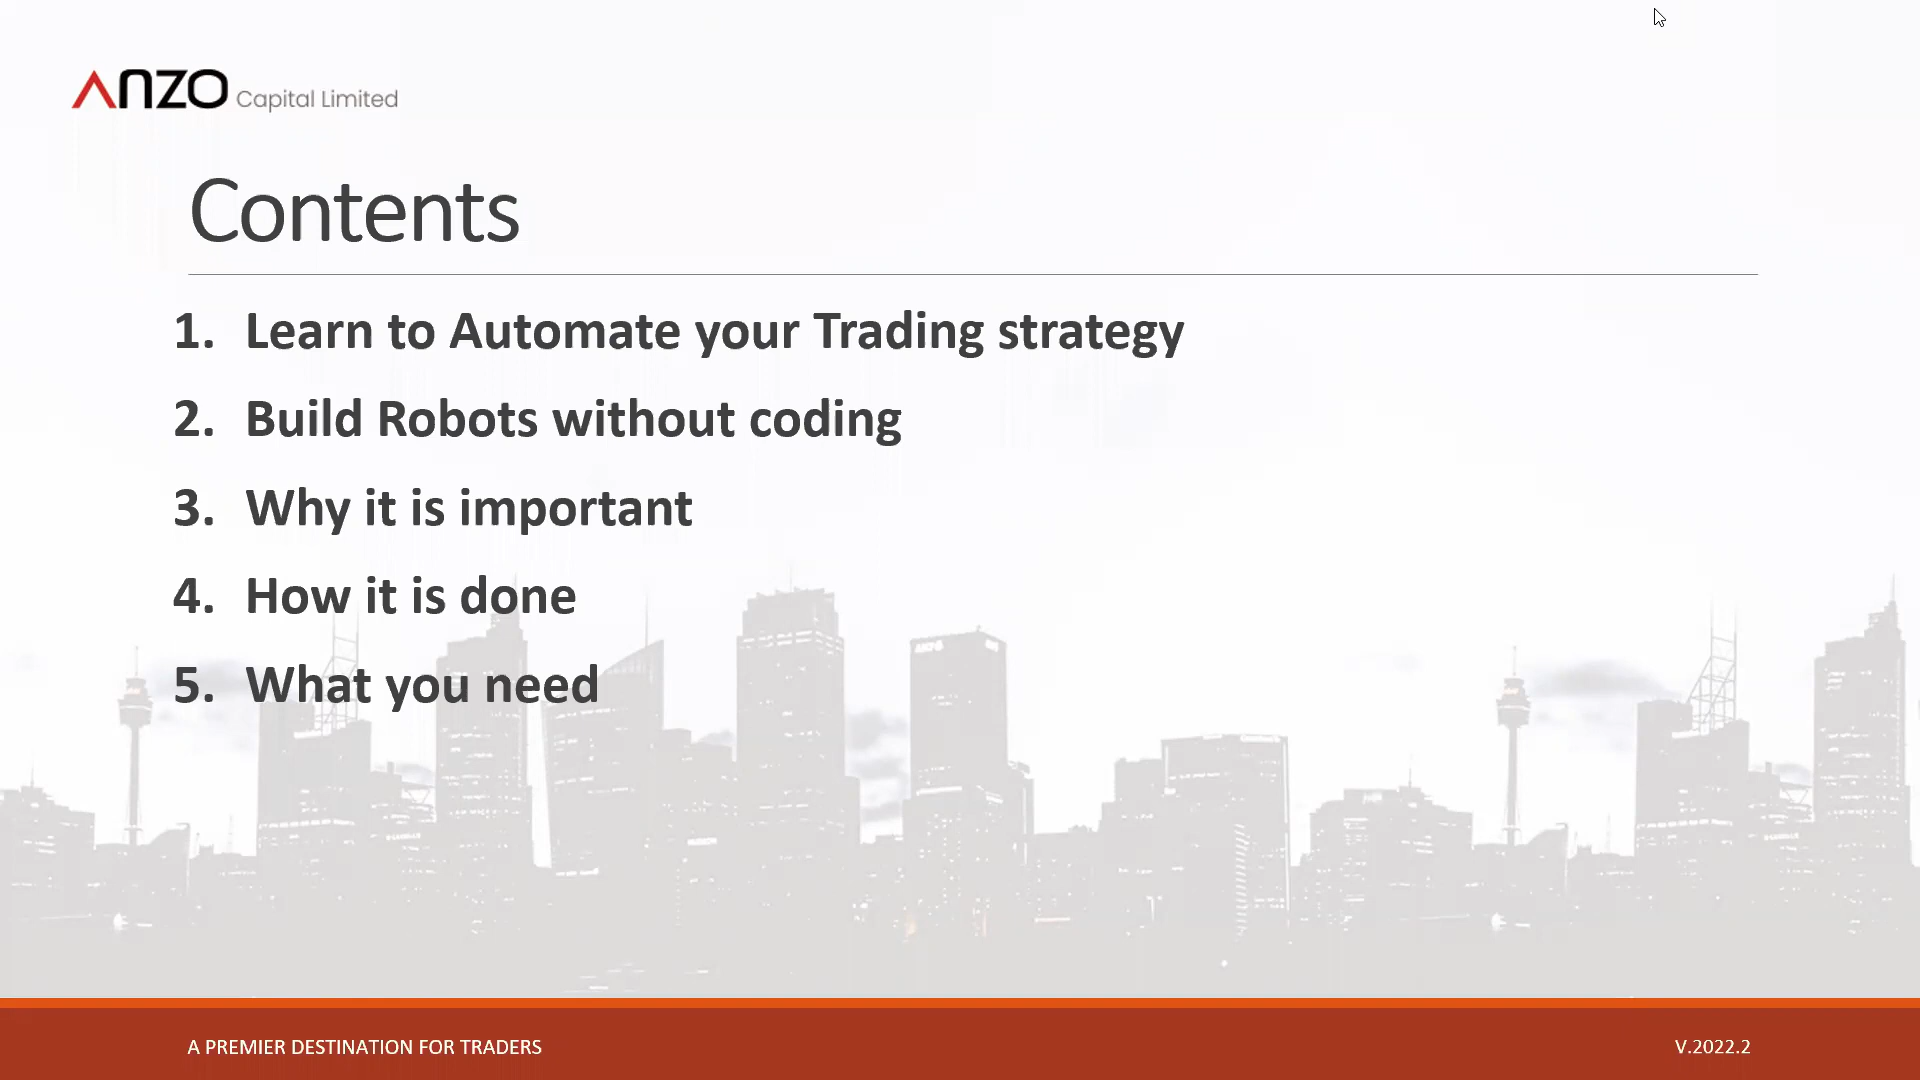 ANZO Capital Limited
Contents
1. Learn to Automate your Trading strategy
2. Build Robots without coding
3. Why it is important
4. How it is done
5. What you need
A PREMIER DESTINATION FOR TRADERS
V.2022.2